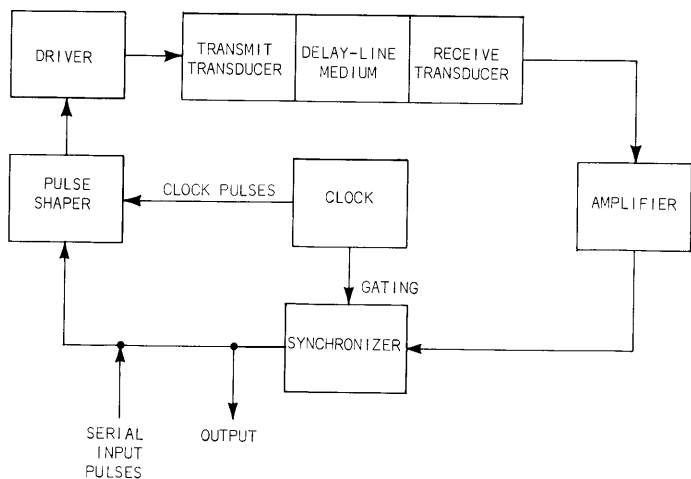 DRIVER
TRANSMIT
TRANSDUCER
DELAY-LINE
MEDIUM
RECEIVE
TRANSDUCER
PULSE
SHAPER
CLOCK PULSES
CLOCK
AMPLIFIER
GATING
SYNCHRONIZER
SERIAL
INPUT
PULSES
OUTPUT